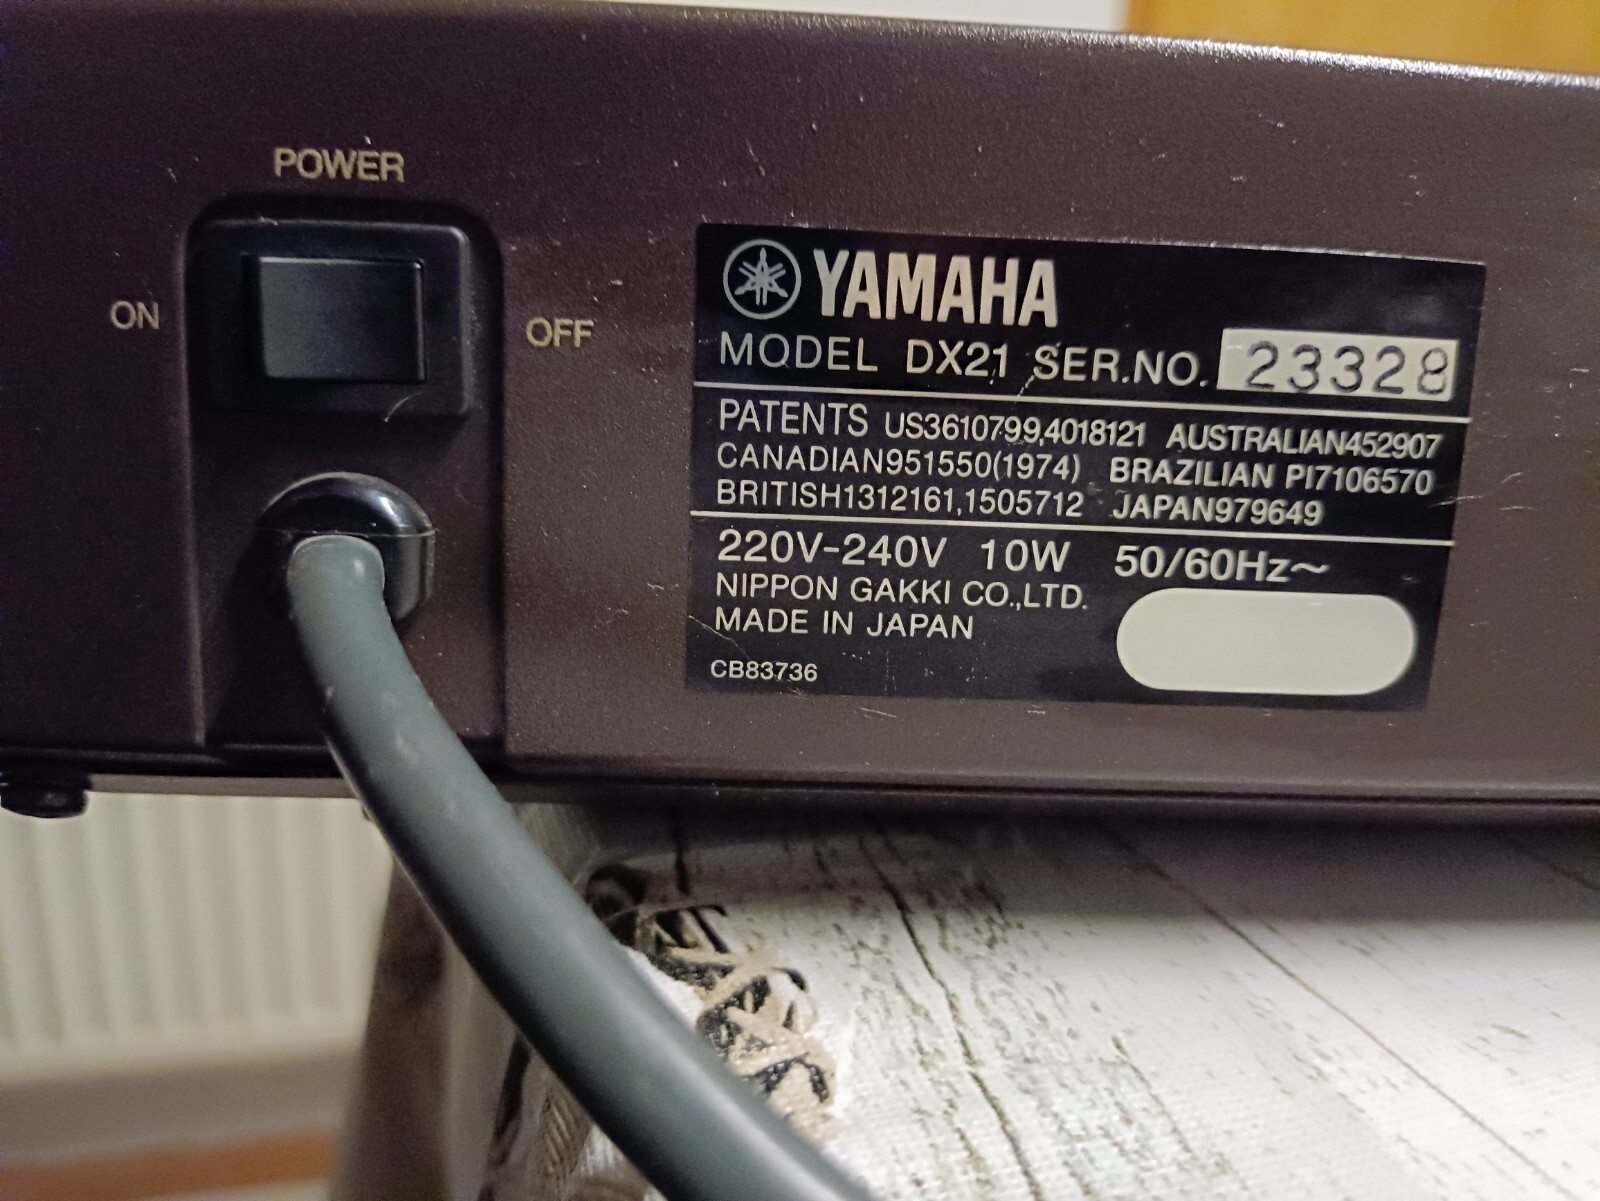 POWER
ON
OFF
YAMAHA
MODEL DX21 SER.NO. 23328
PATENTS US3610799,4018121 AUSTRALIAN452907
CANADIAN951550(1974) BRAZILIAN PI7106570
BRITISH1312161,1505712 JAPAN979649
220V-240V 10W 50/60Hz~
NIPPON GAKKI CO.,LTD.
MADE IN JAPAN
CB83736